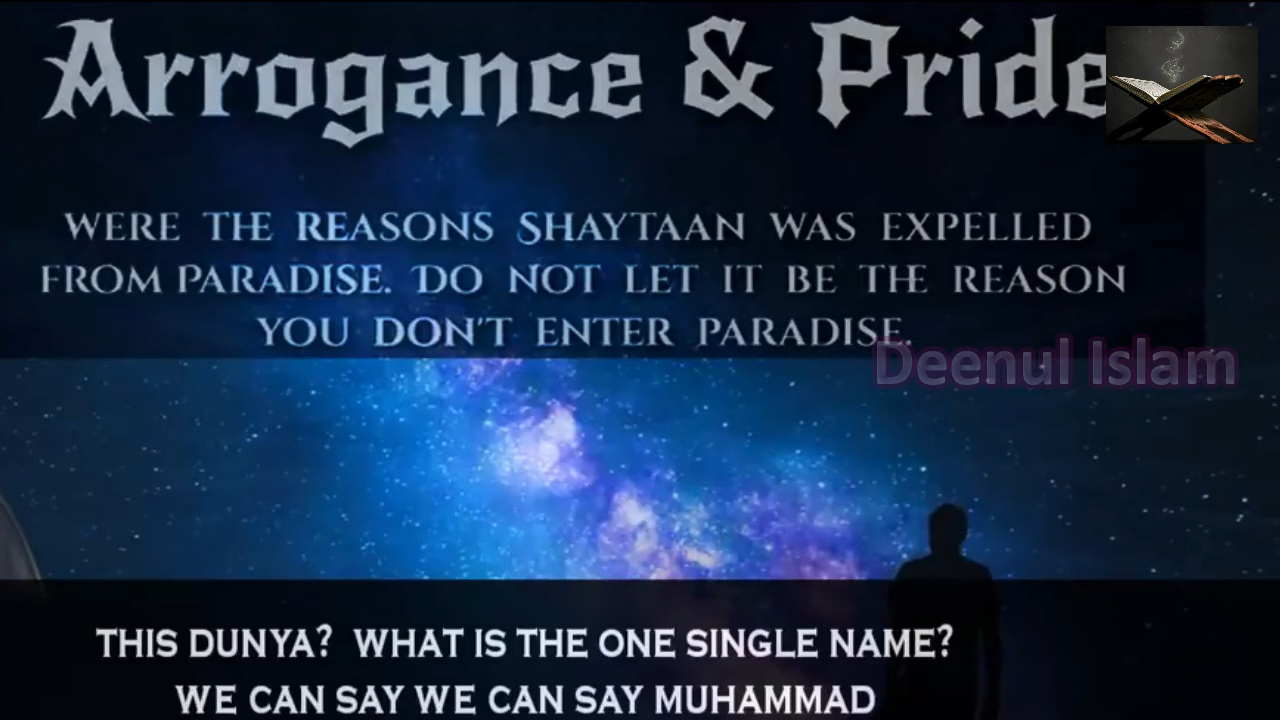 Arrogance & Pride
WERE THE REASONS SHAYTAAN WAS EXPELLED
FROM PARADISE. DO NOT LET IT BE THE REASON
YOU DON'T ENTER PARADISE.
Deenul Islam
THIS DUNYA? WHAT IS THE ONE SINGLE NAME?
WE CAN SAY WE CAN SAY MUHAMMAD